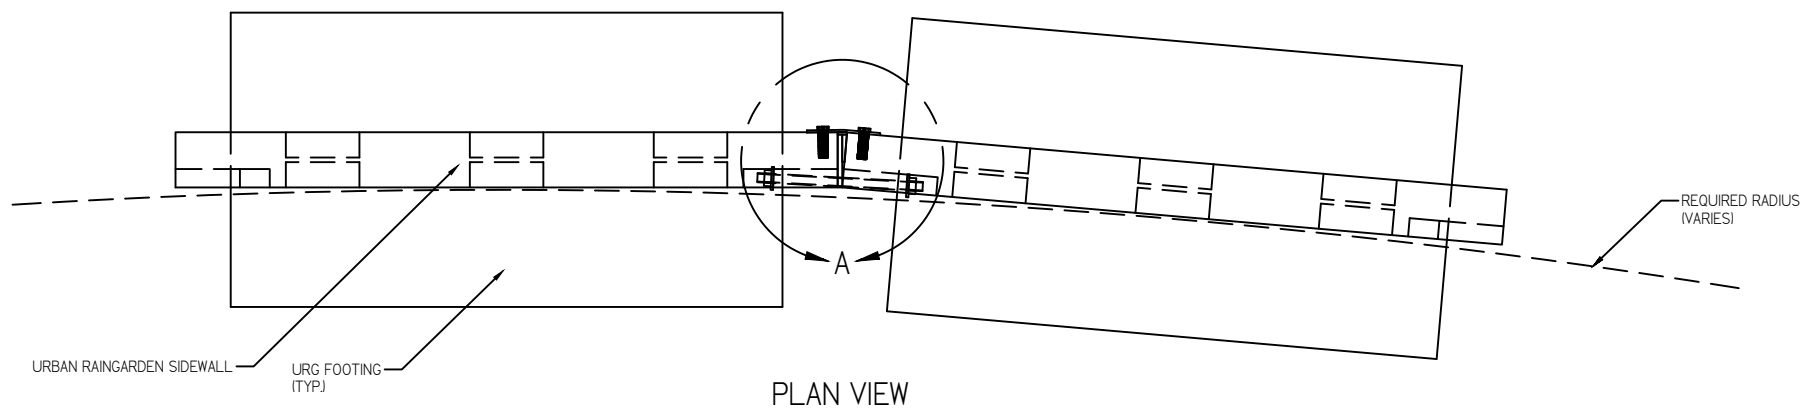 A
REQUIRED RADIUS
(VARIES)
URBAN RAINGARDEN SIDEWALL
URG FOOTING
(TYP.)
PLAN VIEW